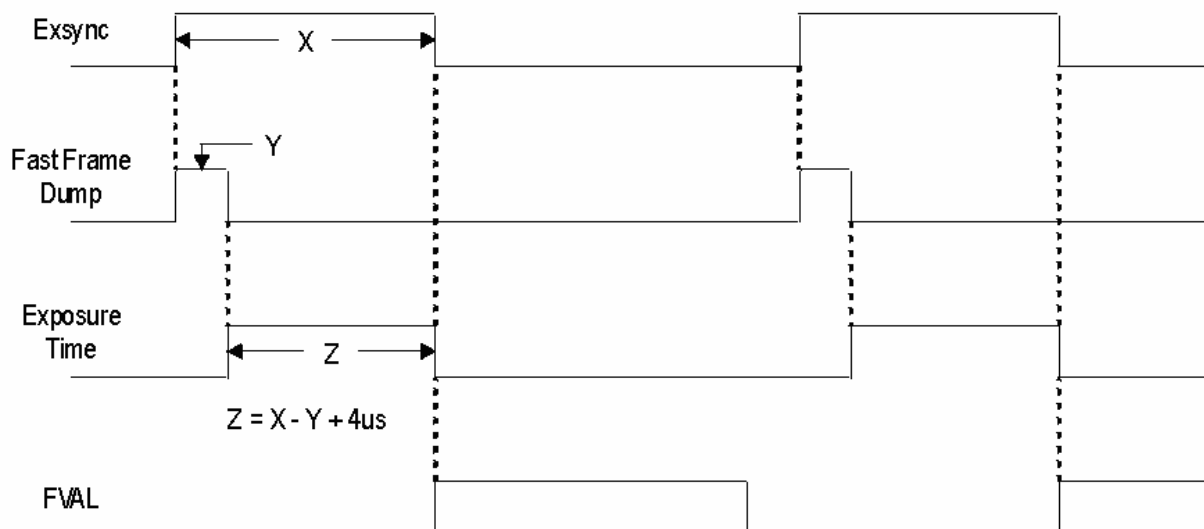 Exsync
X
Y
Fast Frame
Dump
Exposure
Time
Z
Z = X - Y + 4us
FVAL